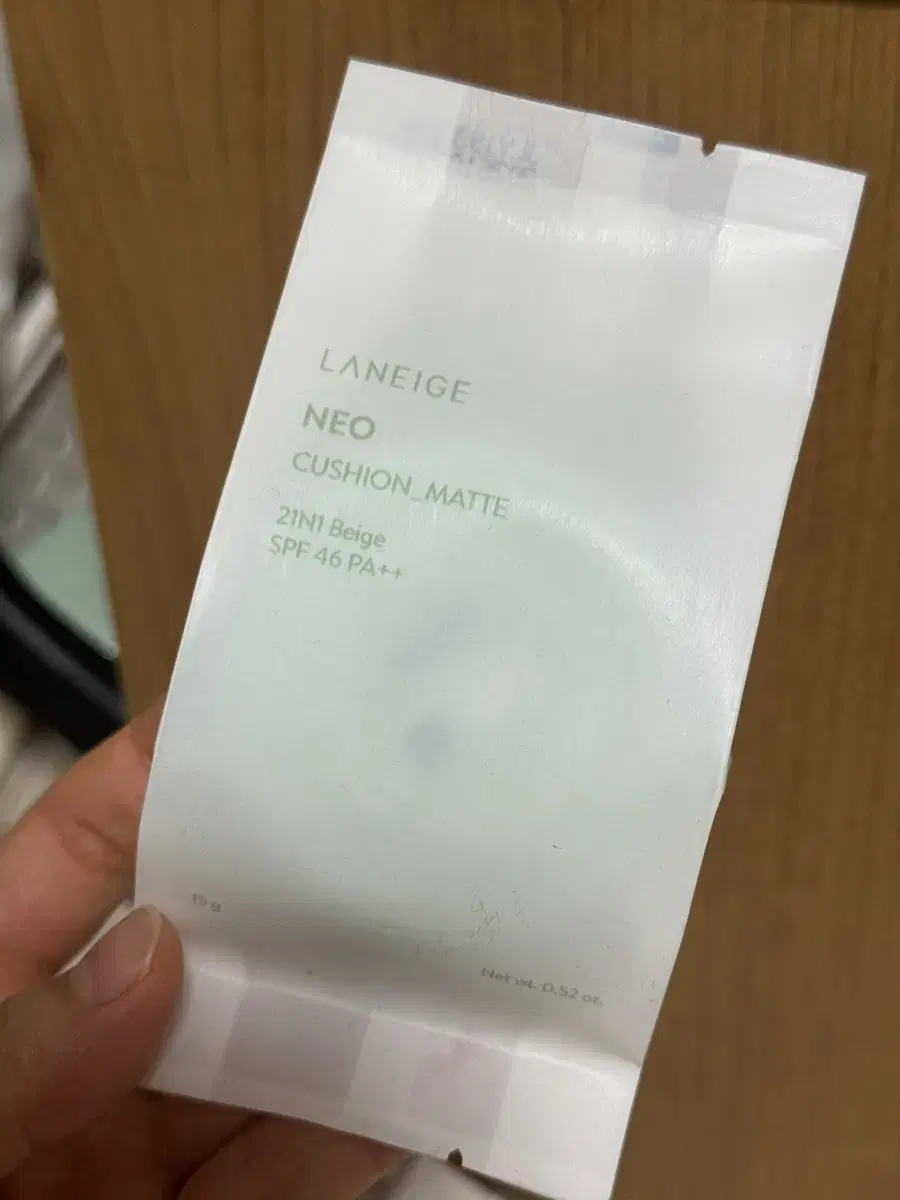 LANEIGE
NEO
CUSHION_MATTE
21N1 Beige
SPF 46 PA++
15 g
Net wt. 0.52 oz.